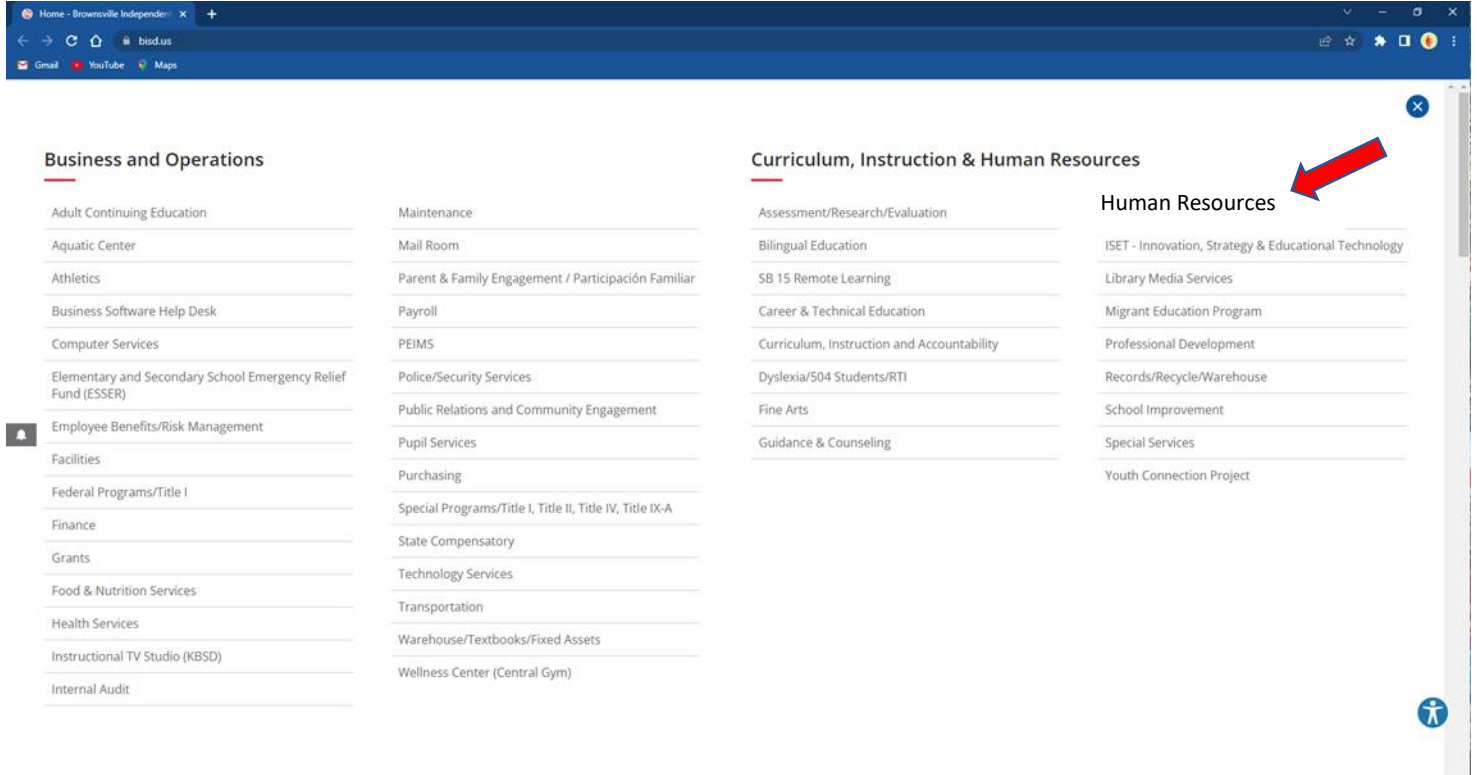 Home - Brownsville Independent
bisd.us
Gmail YouTube Maps
Business and Operations
Adult Continuing Education
Aquatic Center
Athletics
Business Software Help Desk
Computer Services
Elementary and Secondary School Emergency Relief
Fund (ESSER)
Employee Benefits/Risk Management
Facilities
Federal Programs/Title I
Finance
Grants
Food & Nutrition Services
Health Services
Instructional TV Studio (KBSD)
Internal Audit
Maintenance
Mail Room
Parent & Family Engagement / Participación Familiar
Payroll
PEIMS
Police/Security Services
Public Relations and Community Engagement
Pupil Services
Purchasing
Special Programs/Title I, Title II, Title IV, Title IX-A
State Compensatory
Technology Services
Transportation
Warehouse/Textbooks/Fixed Assets
Wellness Center (Central Gym)
Curriculum, Instruction & Human Resources
Assessment/Research/Evaluation
Bilingual Education
SB 15 Remote Learning
Career & Technical Education
Curriculum, Instruction and Accountability
Dyslexia/504 Students/RTI
Fine Arts
Guidance & Counseling
Human Resources
ISET - Innovation, Strategy & Educational Technology
Library Media Services
Migrant Education Program
Professional Development
Records/Recycle/Warehouse
School Improvement
Special Services
Youth Connection Project